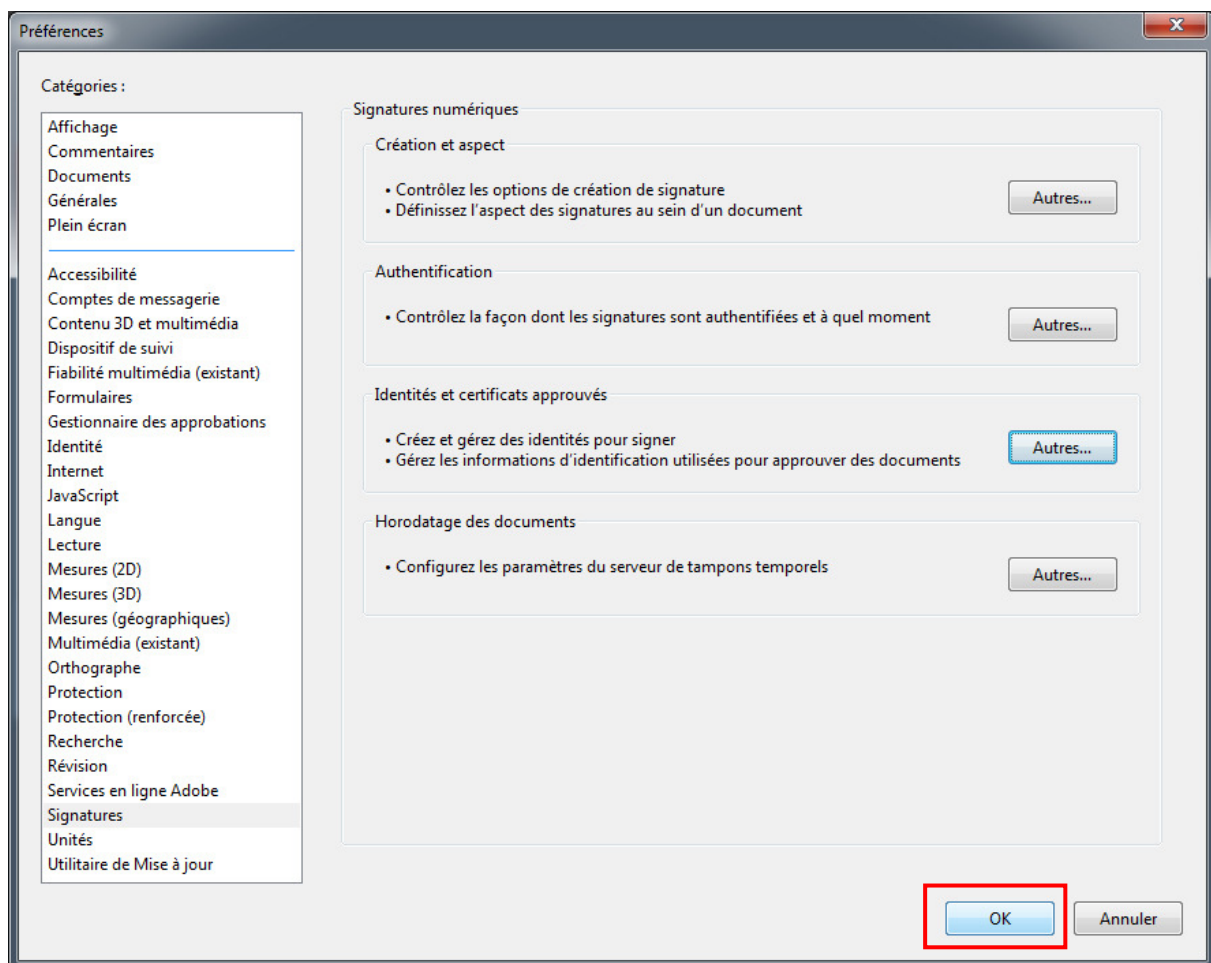 Préférences
Catégories :
Affichage
Commentaires
Documents
Générales
Plein écran
Accessibilité
Comptes de messagerie
Contenu 3D et multimédia
Dispositif de suivi
Fiabilité multimédia (existant)
Formulaires
Gestionnaire des approbations
Identité
Internet
JavaScript
Langue
Lecture
Mesures (2D)
Mesures (3D)
Mesures (géographiques)
Multimédia (existant)
Orthographe
Protection
Protection (renforcée)
Recherche
Révision
Services en ligne Adobe
Signatures
Unités
Utilitaire de Mise à jour
Signatures numériques
Création et aspect
• Contrôlez les options de création de signature
• Définissez l'aspect des signatures au sein d'un document
Autres...
Authentification
• Contrôlez la façon dont les signatures sont authentifiées et à quel moment
Autres...
Identités et certificats approuvés
• Créez et gérez des identités pour signer
• Gérez les informations d'identification utilisées pour approuver des documents
Autres...
Horodatage des documents
• Configurez les paramètres du serveur de tampons temporels
Autres...
OK
Annuler